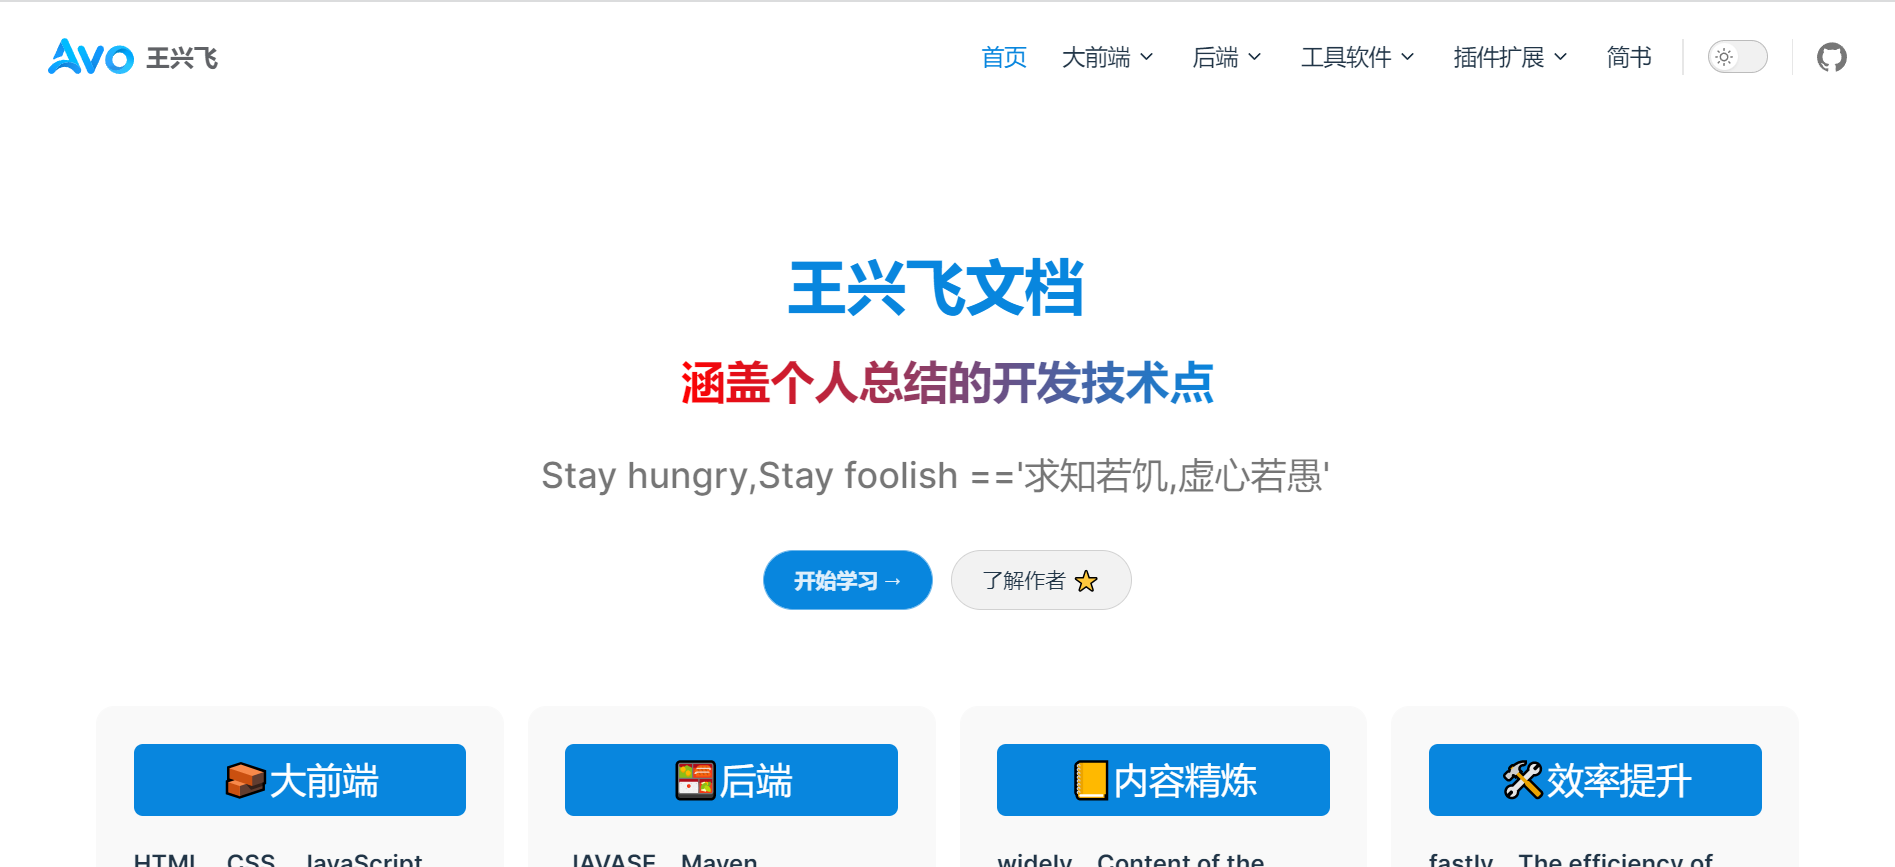 AVO 王兴飞
首页 大前端 后端 工具软件 插件扩展 简书
王兴飞文档
涵盖个人总结的开发技术点
Stay hungry,Stay foolish =='求知若饥,虚心若愚'
开始学习 → 了解作者
大前端
后端
内容精炼
效率提升
HTML、CSS、JavaScript
JAVASE、Maven
widely、Content of the
fastly、The efficiency of